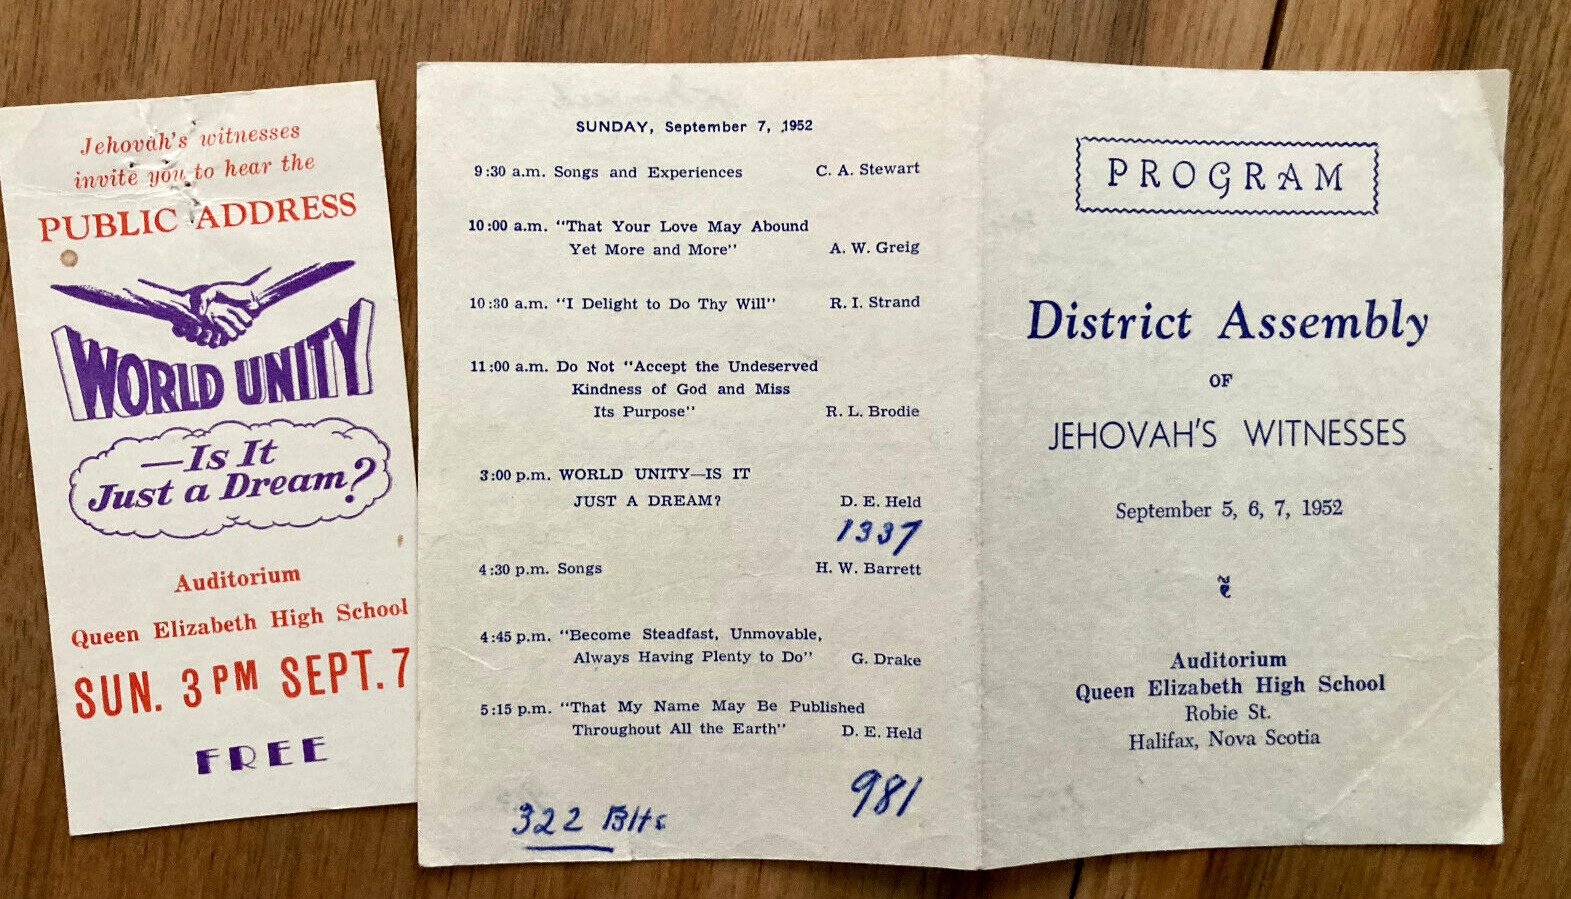 Jehovah's witnesses
invite you to hear the
PUBLIC ADDRESS
WORLD UNITY
—Is It
Just a Dream?
Auditorium
Queen Elizabeth High School
SUN. 3 PM SEPT. 7
FREE
SUNDAY, September 7, 1952
9:30 a.m. Songs and Experiences C. A. Stewart
10:00 a.m. "That Your Love May Abound
Yet More and More" A. W. Greig
10:30 a.m. "I Delight to Do Thy Will" R. I. Strand
11:00 a.m. Do Not "Accept the Undeserved
Kindness of God and Miss
Its Purpose" R. L. Brodie
3:00 p.m. WORLD UNITY—IS IT
JUST A DREAM? D. E. Held
1337
4:30 p.m. Songs H. W. Barrett
4:45 p.m. "Become Steadfast, Unmovable,
Always Having Plenty to Do" G. Drake
5:15 p.m. "That My Name May Be Published
Throughout All the Earth" D. E. Held
981
322
PROGRAM
District Assembly
OF
JEHOVAH'S WITNESSES
September 5, 6, 7, 1952
Auditorium
Queen Elizabeth High School
Robie St.
Halifax, Nova Scotia